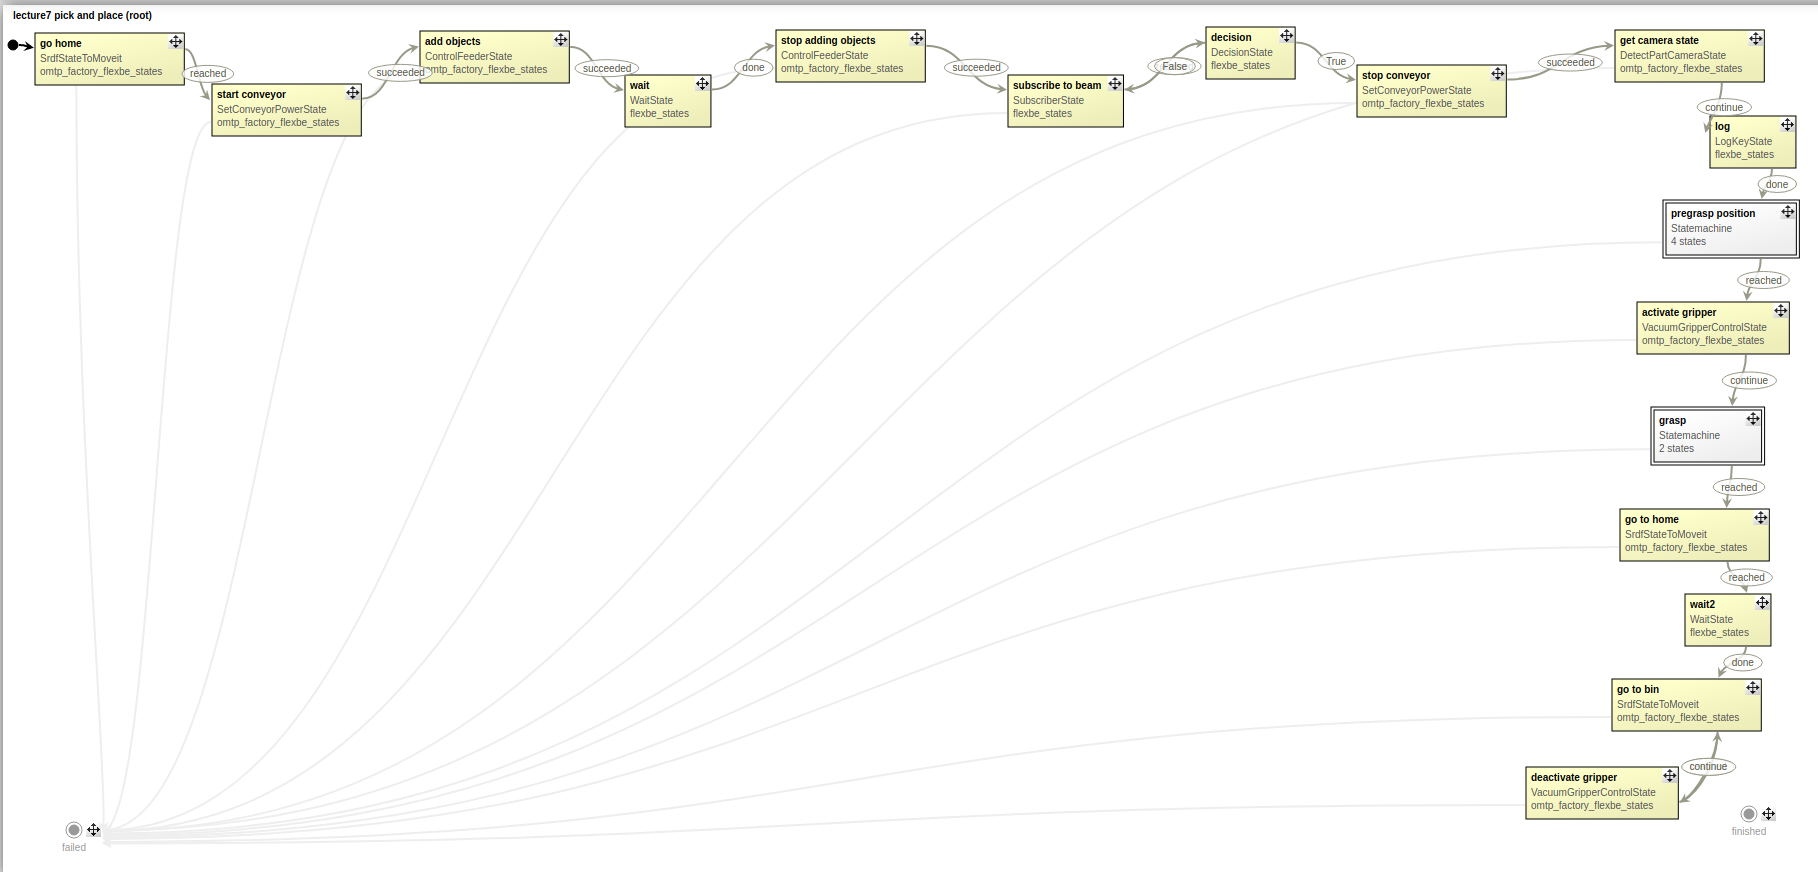 lecture7 pick and place (root)
go home
SrdfStateToMoveit
omtp_factory_flexbe_states
reached
start conveyor
SetConveyorPowerState
omtp_factory_flexbe_states
succeeded
add objects
ControlFeederState
omtp_factory_flexbe_states
succeeded
wait
WaitState
flexbe_states
done
stop adding objects
ControlFeederState
omtp_factory_flexbe_states
succeeded
subscribe to beam
SubscriberState
flexbe_states
False
decision
DecisionState
flexbe_states
True
stop conveyor
SetConveyorPowerState
omtp_factory_flexbe_states
succeeded
get camera state
DetectPartCameraState
omtp_factory_flexbe_states
continue
log
LogKeyState
flexbe_states
done
pregrasp position
Statemachine
4 states
reached
activate gripper
VacuumGripperControlState
omtp_factory_flexbe_states
continue
grasp
Statemachine
2 states
reached
go to home
SrdfStateToMoveit
omtp_factory_flexbe_states
reached
wait2
WaitState
flexbe_states
done
go to bin
SrdfStateToMoveit
omtp_factory_flexbe_states
continue
deactivate gripper
VacuumGripperControlState
omtp_factory_flexbe_states
failed
finished